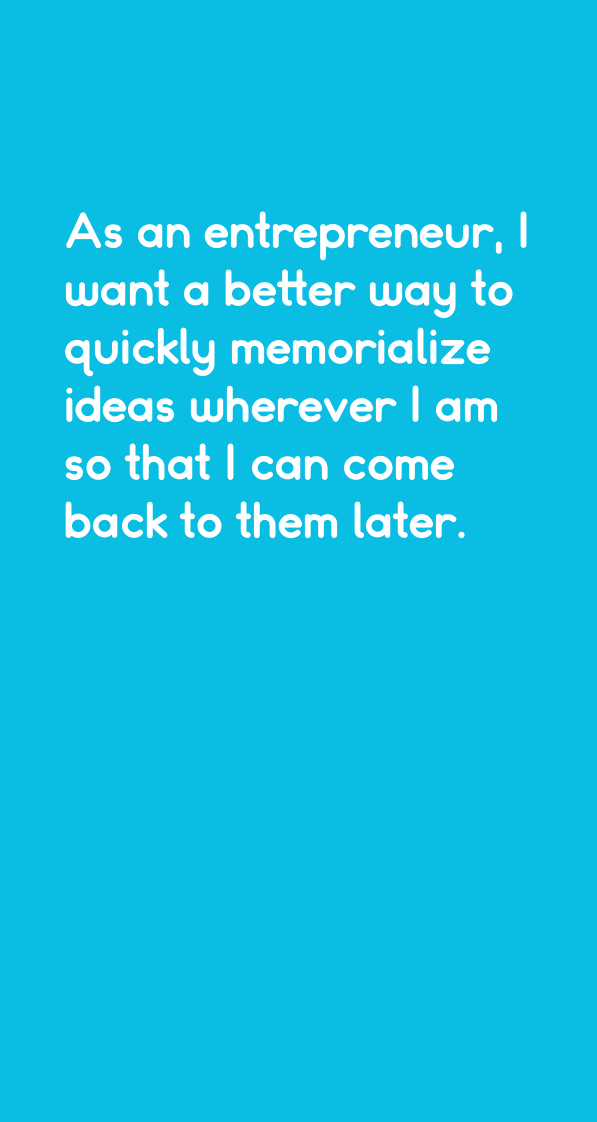 As an entrepreneur, I
want a better way to
quickly memorialize
ideas wherever I am
so that I can come
back to them later.